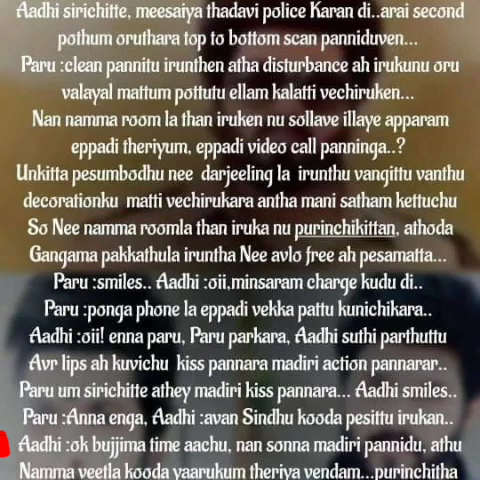 Aadhi sirichitte, meesaiya thadavi police Karan di..arai second
pothum oruthara top to bottom scan panniduven...
Paru :clean pannitu irunthen atha disturbance ah irukunu oru
valayal mattum pottutu ellam kalatti vechiruken...
Nan namma room la than iruken nu sollave illaye apparam
eppadi theriyum, eppadi video call panninga..?
Unkitta pesumbodhu nee darjeeling la irunthu vangittu vanthu
decorationku matti vechirukara antha mani satham kettuchu
So Nee namma roomla than iruka nu purinchikittan, athoda
Gangama pakkathula iruntha Nee avlo free ah pesamatta...
Paru :smiles.. Aadhi :oii,minsaram charge kudu di..
Paru :ponga phone la eppadi vekka pattu kunichikara..
Aadhi :oii! enna paru, Paru parkara, Aadhi suthi parthuttu
Avr lips ah kuvichu kiss pannara madiri action pannarar..
Paru um sirichitte athey madiri kiss pannara... Aadhi smiles..
Paru :Anna enga, Aadhi :avan Sindhu kooda pesittu irukan..
Aadhi :ok bujjima time aachu, nan sonna madiri pannidu, athu
Namma veetla kooda yaarukum theriya vendam...purinchitha